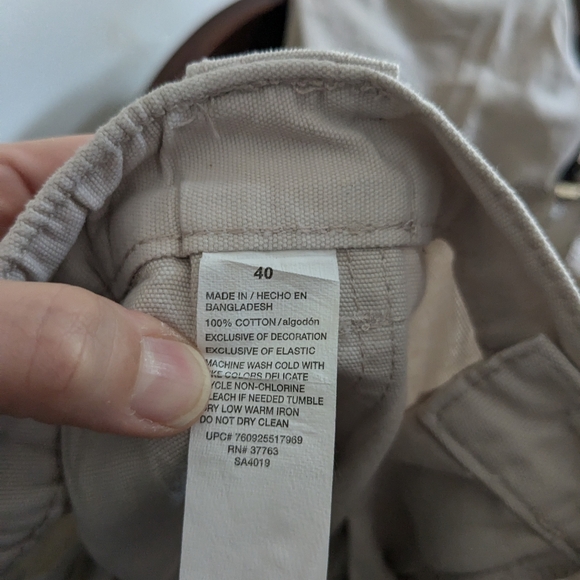 40
MADE IN / HECHO EN
BANGLADESH
100% COTTON/algodón
EXCLUSIVE OF DECORATION
EXCLUSIVE OF ELASTIC
MACHINE WASH COLD WITH
COLORS DELICATE
NON-CHLORINE
IF NEEDED TUMBLE
LOW WARM IRON
DO NOT DRY CLEAN
UPC# 760925517969
RN# 37763
SA4019